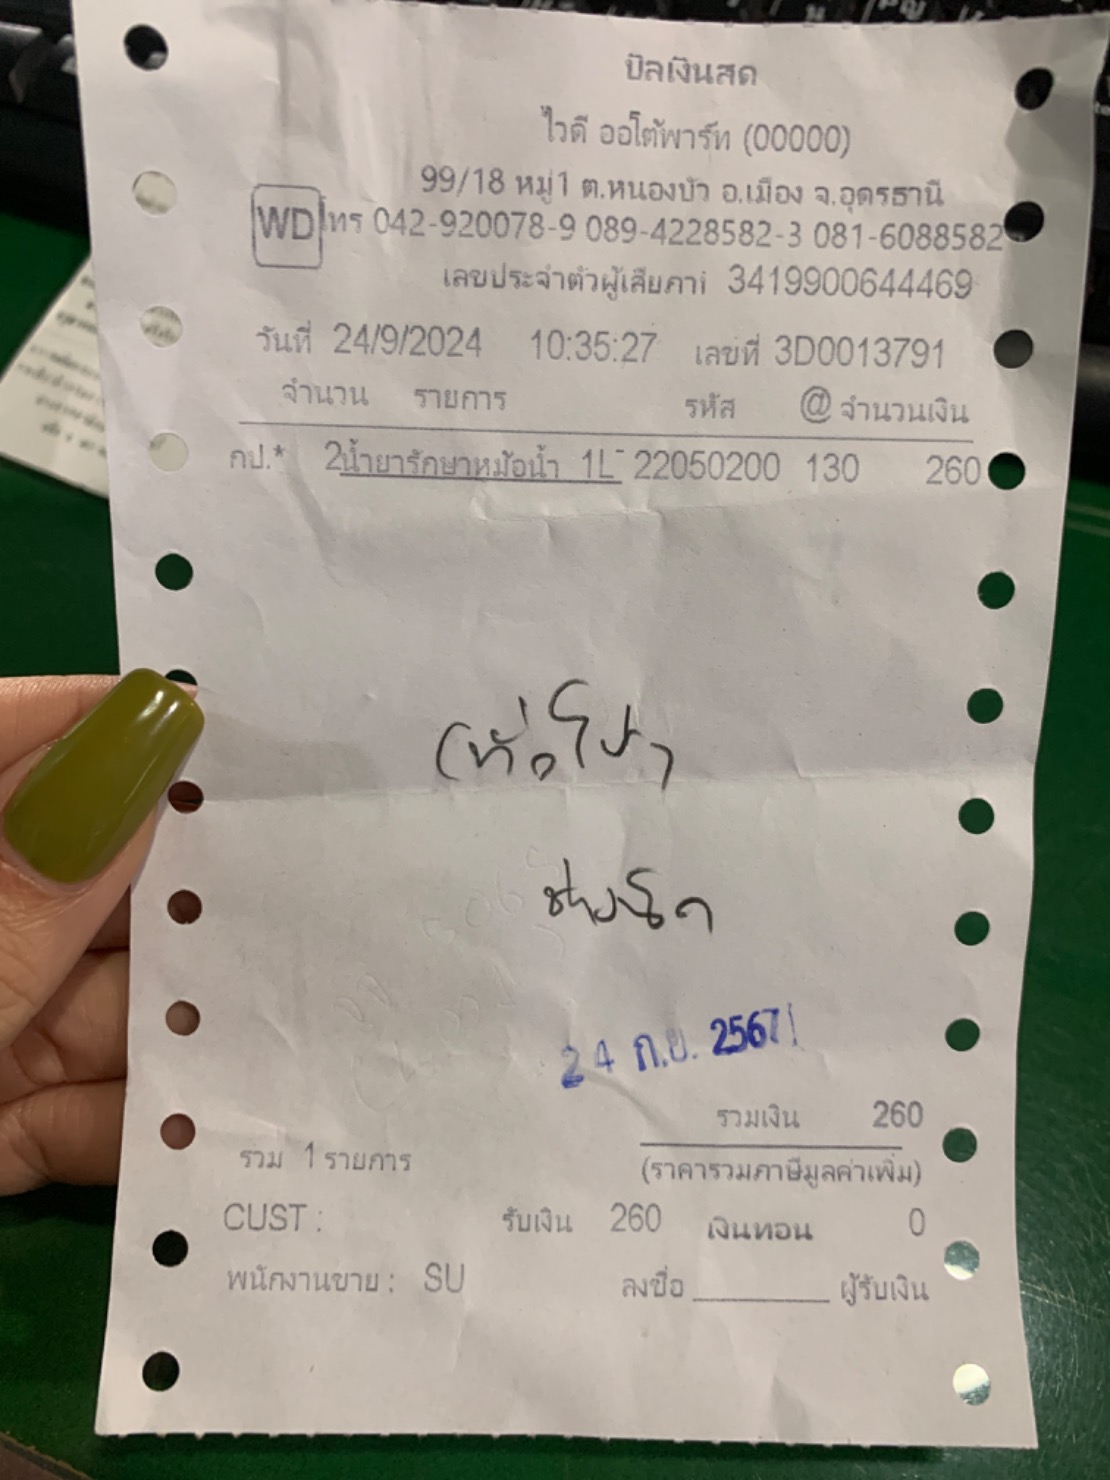 บิลเงินสด
ไวดี ออโต้พาร์ท (00000)
99/18 หมู่1 ต.หนองบัว อ.เมือง จ.อุดรธานี
WD โทร 042-920078-9 089-4228582-3 081-6088582
เลขประจำตัวผู้เสียภาษี 3419900644469
วันที่ 24/9/2024 10:35:27 เลขที่ 3D0013791
จำนวน รายการ รหัส @ จำนวนเงิน
กป.* 2น้ำยารักษาหม้อน้ำ 1L 22050200 130 260
ช่างโด
24 ก.ย. 2567
รวมเงิน 260
รวม 1 รายการ (ราคารวมภาษีมูลค่าเพิ่ม)
CUST : รับเงิน 260 เงินทอน 0
พนักงานขาย : SU ลงชื่อ ________ ผู้รับเงิน